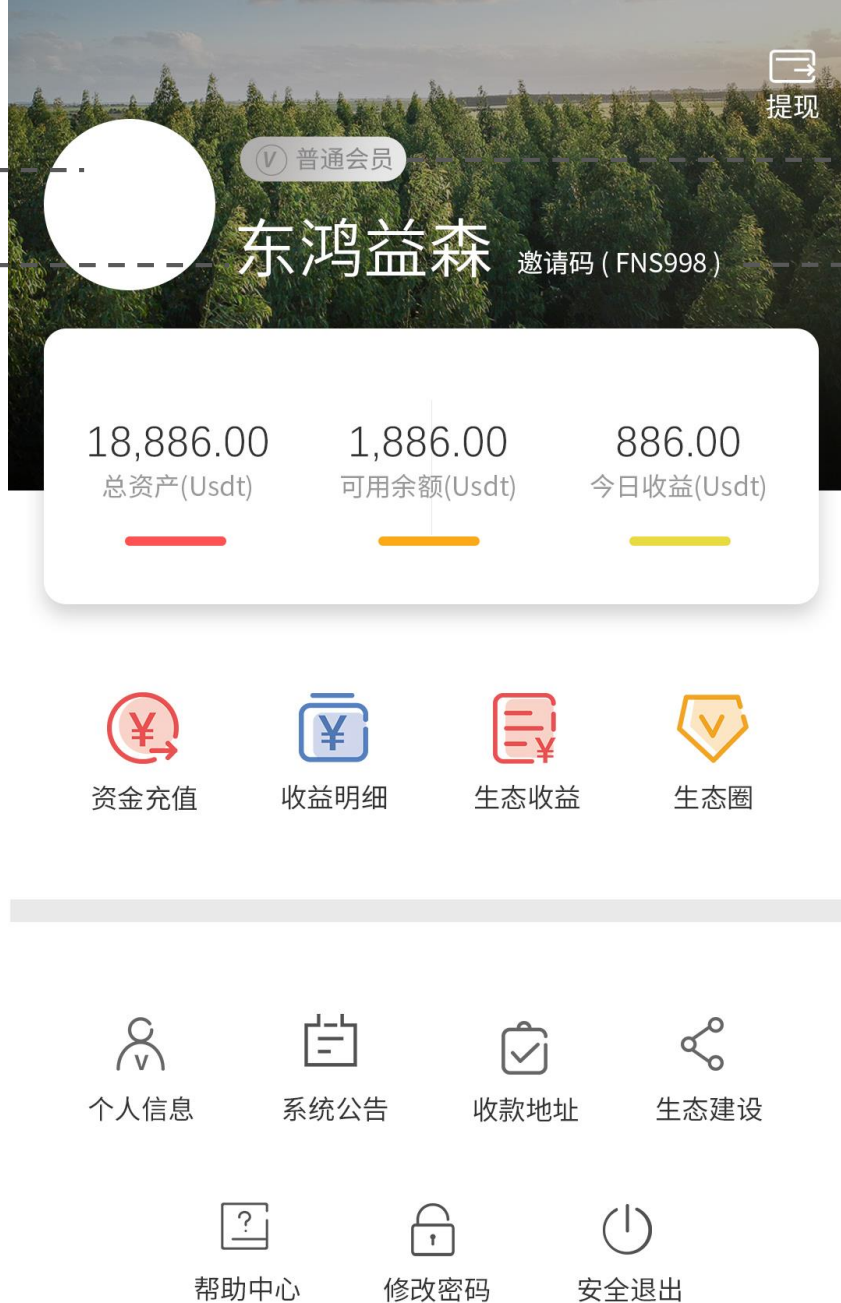 提现
V 普通会员
东鸿益森 邀请码 ( FNS998 )
18,886.00 1,886.00 886.00
总资产(Usdt) 可用余额(Usdt) 今日收益(Usdt)
¥ ¥ ¥ V
资金充值 收益明细 生态收益 生态圈
V
个人信息 系统公告 收款地址 生态建设
?
帮助中心 修改密码 安全退出